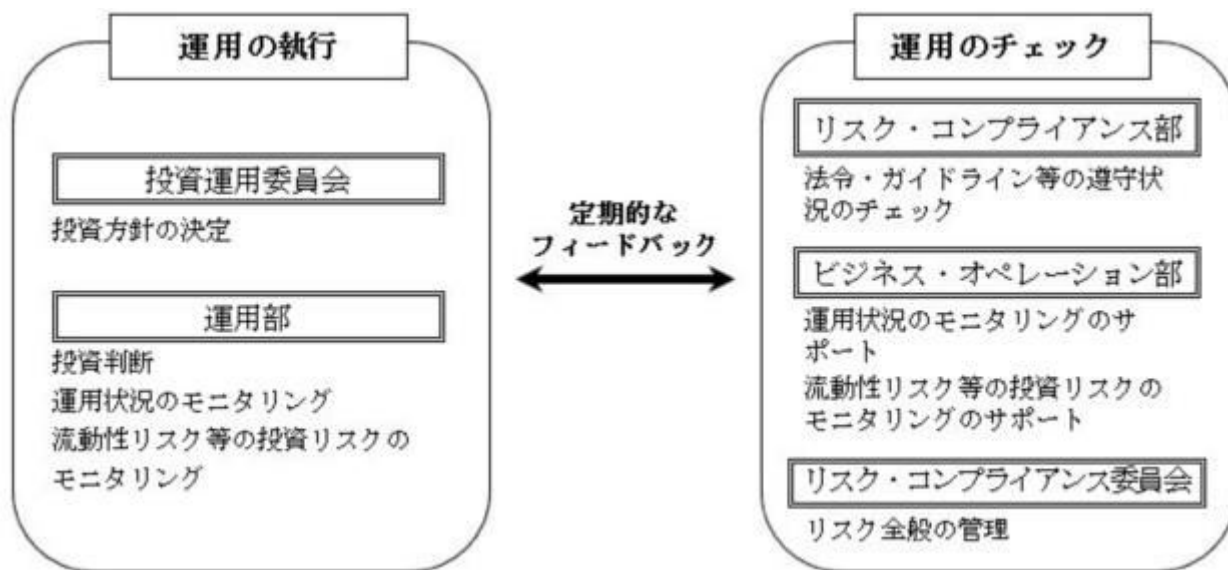 運用の執行
投資運用委員会
投資方針の決定
運用部
投資判断
運用状況のモニタリング
流動性リスク等の投資リスクの
モニタリング
定期的な
フィードバック
運用のチェック
リスク・コンプライアンス部
法令・ガイドライン等の遵守状
況のチェック
ビジネス・オペレーション部
運用状況のモニタリングのサ
ポート
流動性リスク等の投資リスクの
モニタリングのサポート
リスク・コンプライアンス委員会
リスク全般の管理